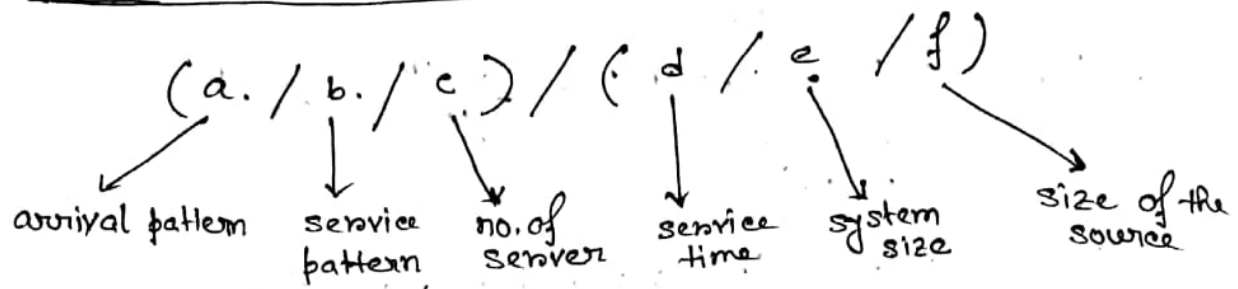 (a. / b. / c.) / (d / e / f)
arrival pattern service pattern no. of server service time system size size of the source